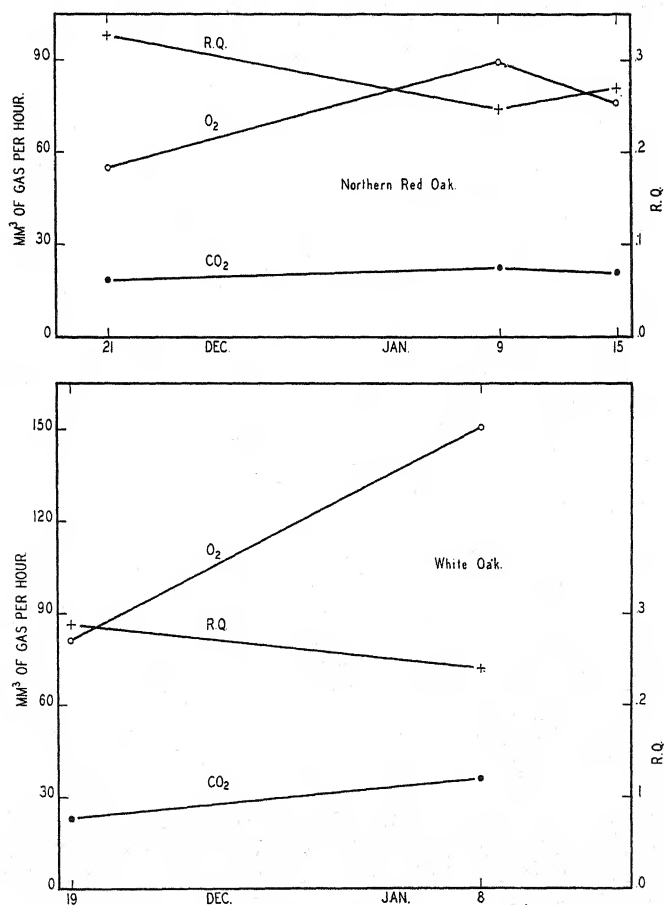 MM³ OF GAS PER HOUR.
90
60
30
0
R.Q.
O₂
Northern Red Oak.
CO₂
.3
.2
.1
.0
R.Q.
21 DEC. JAN. 9 15
MM³ OF GAS PER HOUR.
150
120
90
60
30
0
O₂
White Oak.
R.Q.
CO₂
.3
.2
.1
.0
R.Q.
19 DEC. JAN. 8